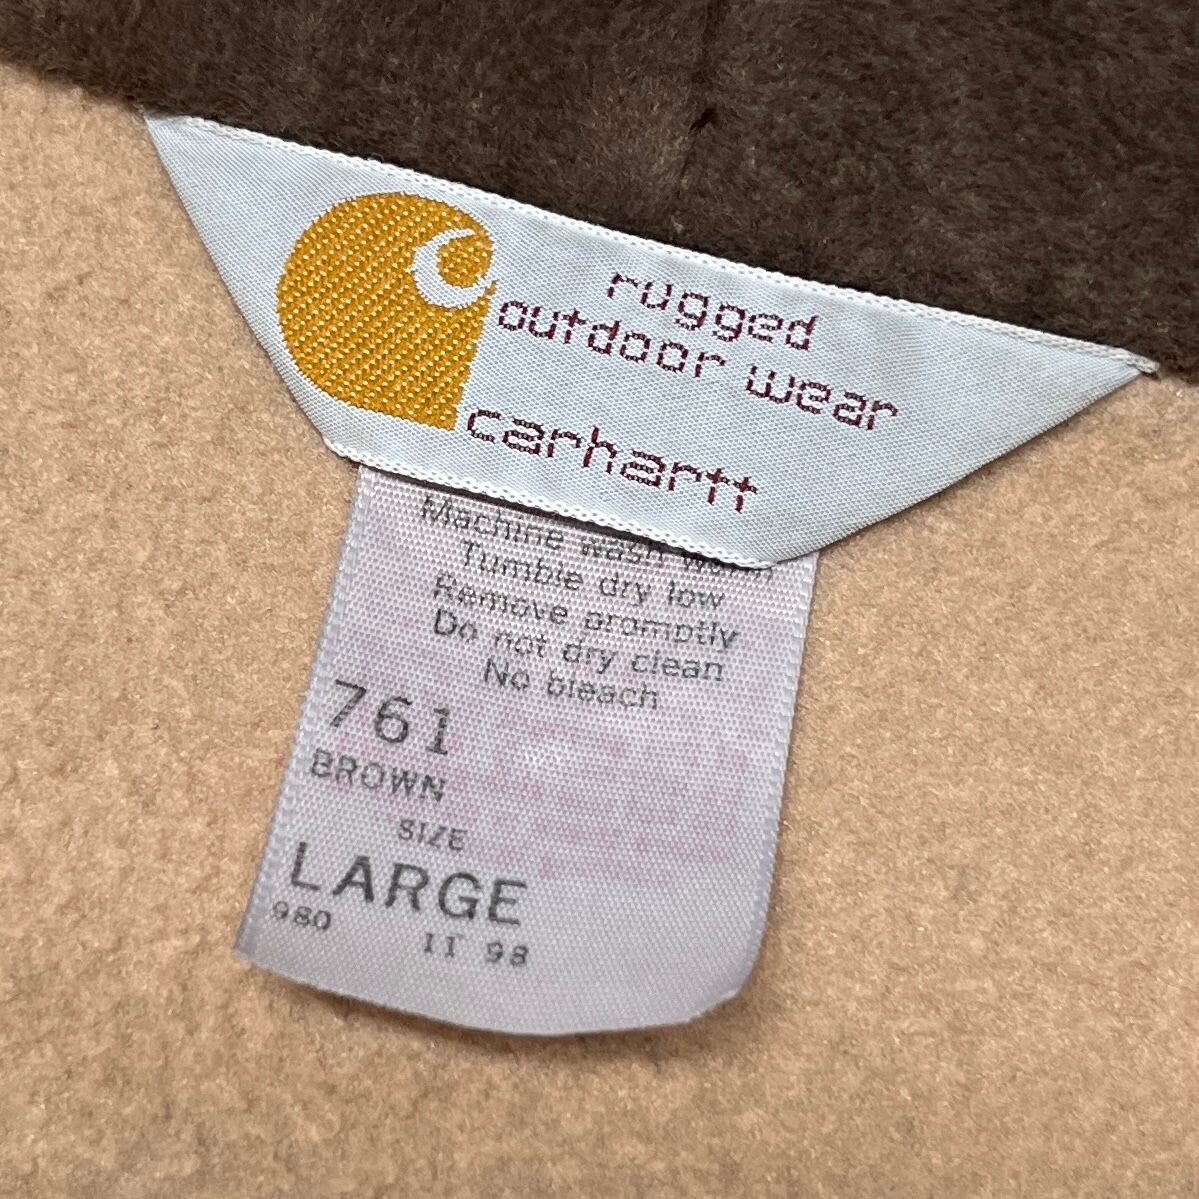 rugged
outdoor wear
carhartt
Machine wash warm
Tumble dry low
Remove promptly
Do not dry clean
No bleach
761
BROWN
SIZE
LARGE
980 11 98